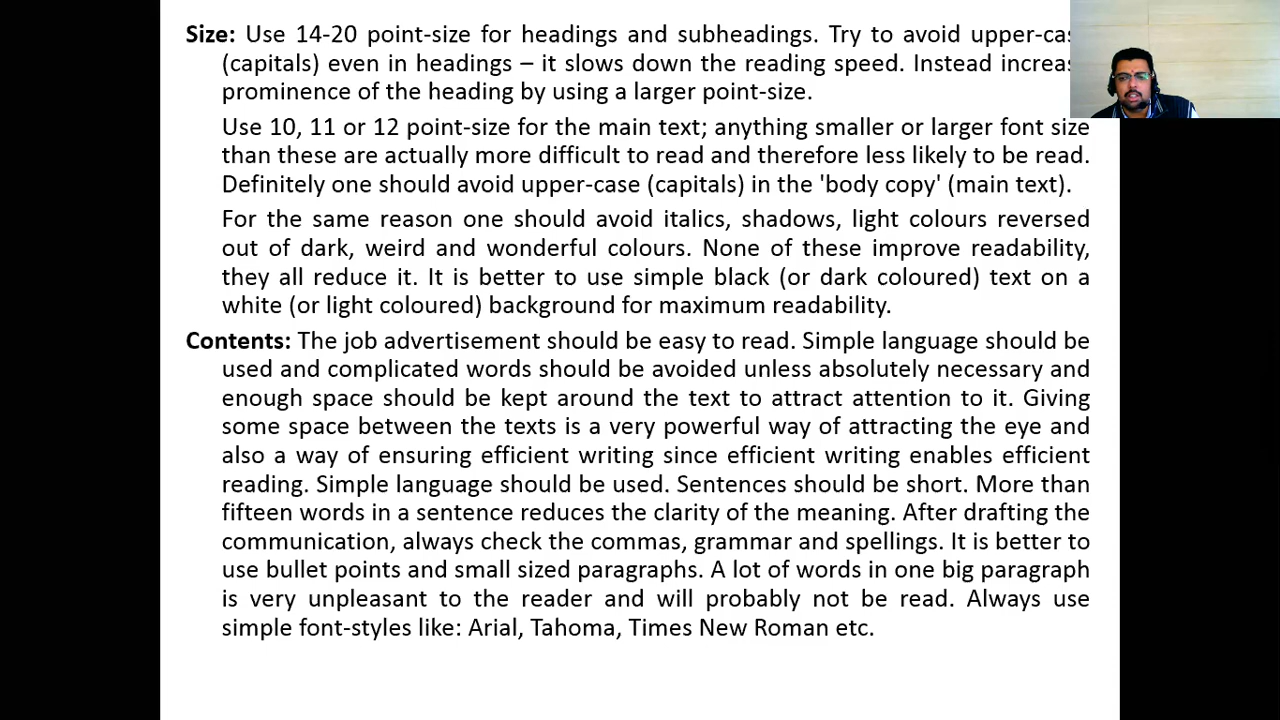 Size: Use 14-20 point-size for headings and subheadings. Try to avoid
(capitals) even in headings – it slows down the reading speed. Instead
prominence of the heading by using a larger point-size.
Use 10, 11 or 12 point-size for the main text; anything smaller or larger font size
than these are actually more difficult to read and therefore less likely to be read.
Definitely one should avoid upper-case (capitals) in the 'body copy' (main text).
For the same reason one should avoid italics, shadows, light colours reversed
out of dark, weird and wonderful colours. None of these improve readability,
they all reduce it. It is better to use simple black (or dark coloured) text on a
white (or light coloured) background for maximum readability.
Contents: The job advertisement should be easy to read. Simple language should be
used and complicated words should be avoided unless absolutely necessary and
enough space should be kept around the text to attract attention to it. Giving
some space between the texts is a very powerful way of attracting the eye and
also a way of ensuring efficient writing since efficient writing enables efficient
reading. Simple language should be used. Sentences should be short. More than
fifteen words in a sentence reduces the clarity of the meaning. After drafting the
communication, always check the commas, grammar and spellings. It is better to
use bullet points and small sized paragraphs. A lot of words in one big paragraph
is very unpleasant to the reader and will probably not be read. Always use
simple font-styles like: Arial, Tahoma, Times New Roman etc.